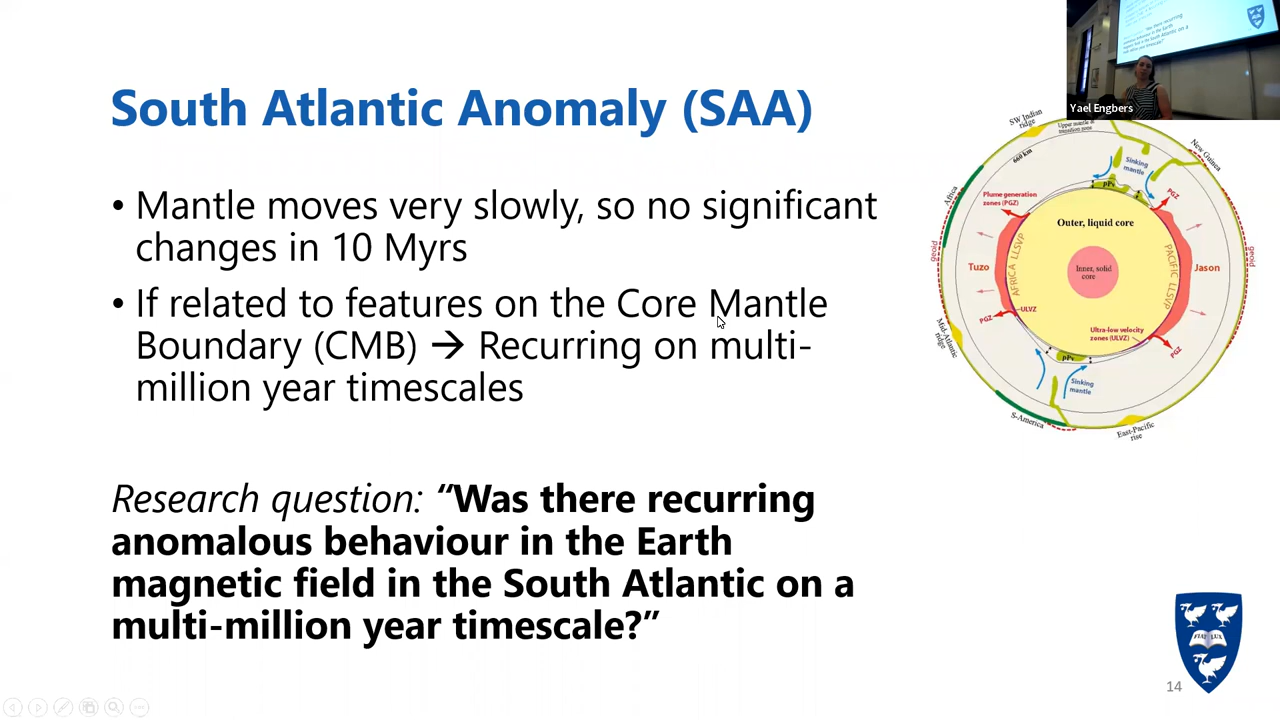 South Atlantic Anomaly (SAA)
• Mantle moves very slowly, so no significant
changes in 10 Myrs
• If related to features on the Core Mantle
Boundary (CMB) → Recurring on multi-
million year timescales
Research question: “Was there recurring
anomalous behaviour in the Earth
magnetic field in the South Atlantic on a
multi-million year timescale?”
Yael Engbers
SW Indian
ridge
Upper mantle &
transition zone
660 km
New Guinea
Sinking
mantle
Africa
Plume generation
zones (PGZ)
pPv
PGZ
Outer, liquid core
geoid
geoid
Tuzo
AFRICA LLSVP
Inner, solid
core
PACIFIC LLSVP
Jason
PGZ
ULVZ
Ultra-low velocity
zones (ULVZ)
PGZ
Mid-Atlantic
ridge
pPv
Sinking
mantle
S-America
East-Pacific
rise
FIAT LUX
14